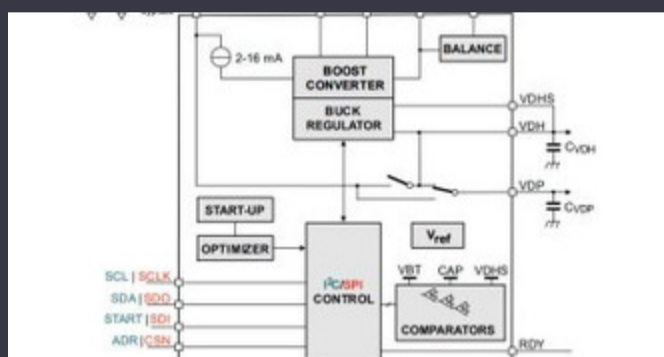 2-16 mA
BALANCE
BOOST
CONVERTER
BUCK
REGULATOR
VDHS
VDH
CVDH
VDP
CVDP
START-UP
OPTIMIZER
Vref
SCL | SCLK
SDA | SDO
START | SDI
ADR | CSN
I²C/SPI
CONTROL
VBT CAP VDHS
COMPARATORS
RDY